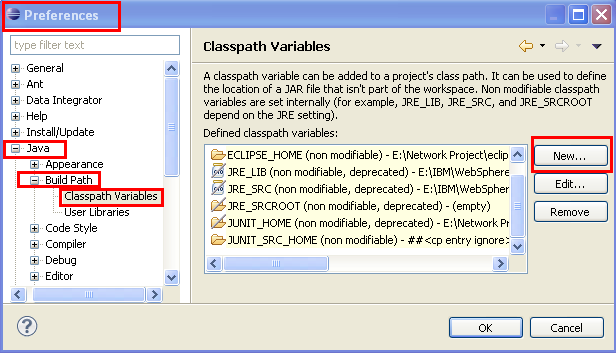 Preferences
type filter text
General
Ant
Data Integrator
Help
Install/Update
Java
Appearance
Build Path
Classpath Variables
User Libraries
Code Style
Compiler
Debug
Editor
Classpath Variables
A classpath variable can be added to a project's class path. It can be used to define
the location of a JAR file that isn't part of the workspace. Non modifiable classpath
variables are set internally (for example, JRE_LIB, JRE_SRC, and JRE_SRCROOT
depend on the JRE setting).
Defined classpath variables:
ECLIPSE_HOME (non modifiable) - E:\Network Project\eclip
JRE_LIB (non modifiable, deprecated) - E:\IBM\WebSphere
JRE_SRC (non modifiable, deprecated) - E:\IBM\WebSphere
JRE_SRCROOT (non modifiable, deprecated) - (empty)
JUNIT_HOME (non modifiable, deprecated) - E:\Network Pr
JUNIT_SRC_HOME (non modifiable) - ##<cp entry ignore>
New...
Edit...
Remove
?
OK
Cancel